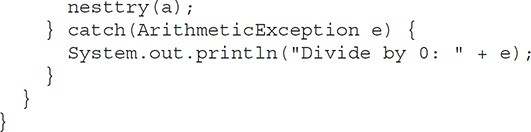 nesttry(a);
    } catch(ArithmeticException e) {
      System.out.println("Divide by 0: " + e);
    }
  }
}